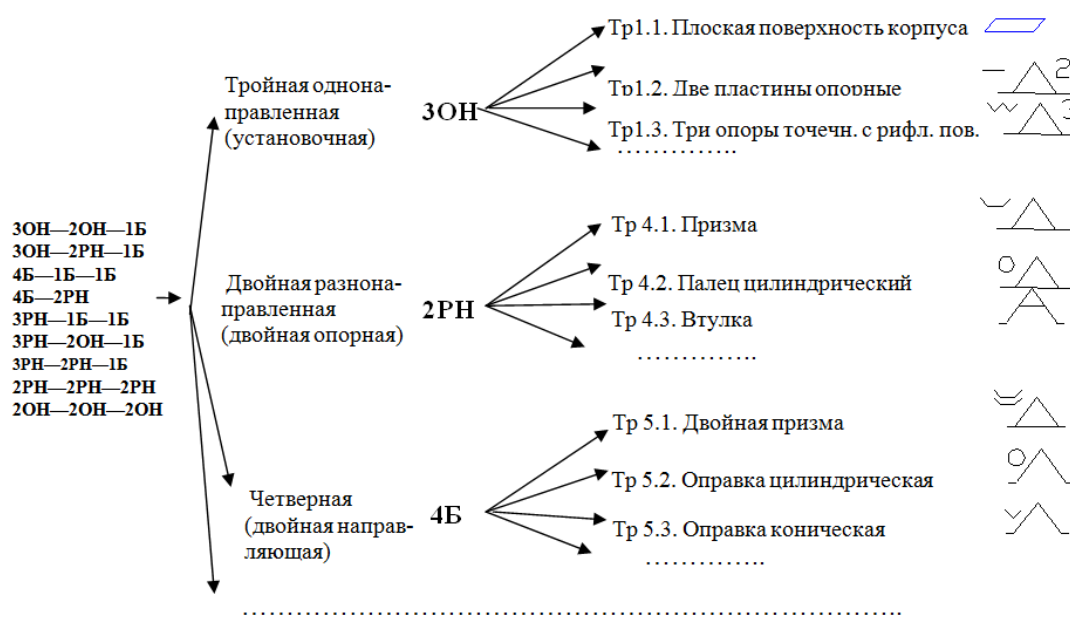 3ОН—2ОН—1Б
3ОН—2РН—1Б
4Б—1Б—1Б
4Б—2РН
3РН—1Б—1Б
3РН—2ОН—1Б
3РН—2РН—1Б
2РН—2РН—2РН
2ОН—2ОН—2ОН
Тройная однона-
правленная
(установочная)
3ОН
Тр1.1. Плоская поверхность корпуса
Тр1.2. Две пластины опорные
2
Тр1.3. Три опоры точечн. с рифл. пов.
3
…………..
Двойная разнона-
правленная
(двойная опорная)
2РН
Тр 4.1. Призма
Тр 4.2. Палец цилиндрический
Тр 4.3. Втулка
…………..
Четверная
(двойная направ-
ляющая)
4Б
Тр 5.1. Двойная призма
Тр 5.2. Оправка цилиндрическая
Тр 5.3. Оправка коническая
…………..
……………………………………………………………….